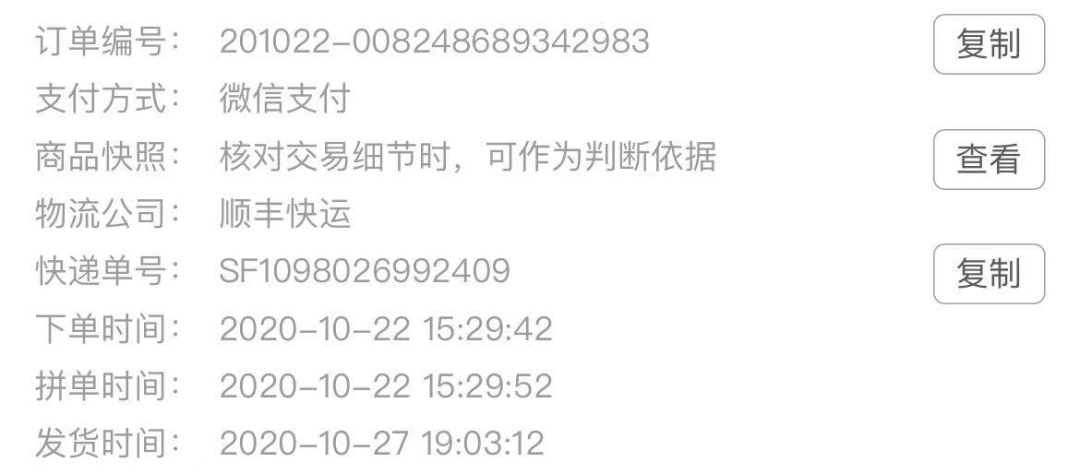 订单编号： 201022-008248689342983 复制
支付方式： 微信支付
商品快照： 核对交易细节时，可作为判断依据 查看
物流公司： 顺丰快运
快递单号： SF1098026992409 复制
下单时间： 2020-10-22 15:29:42
拼单时间： 2020-10-22 15:29:52
发货时间： 2020-10-27 19:03:12